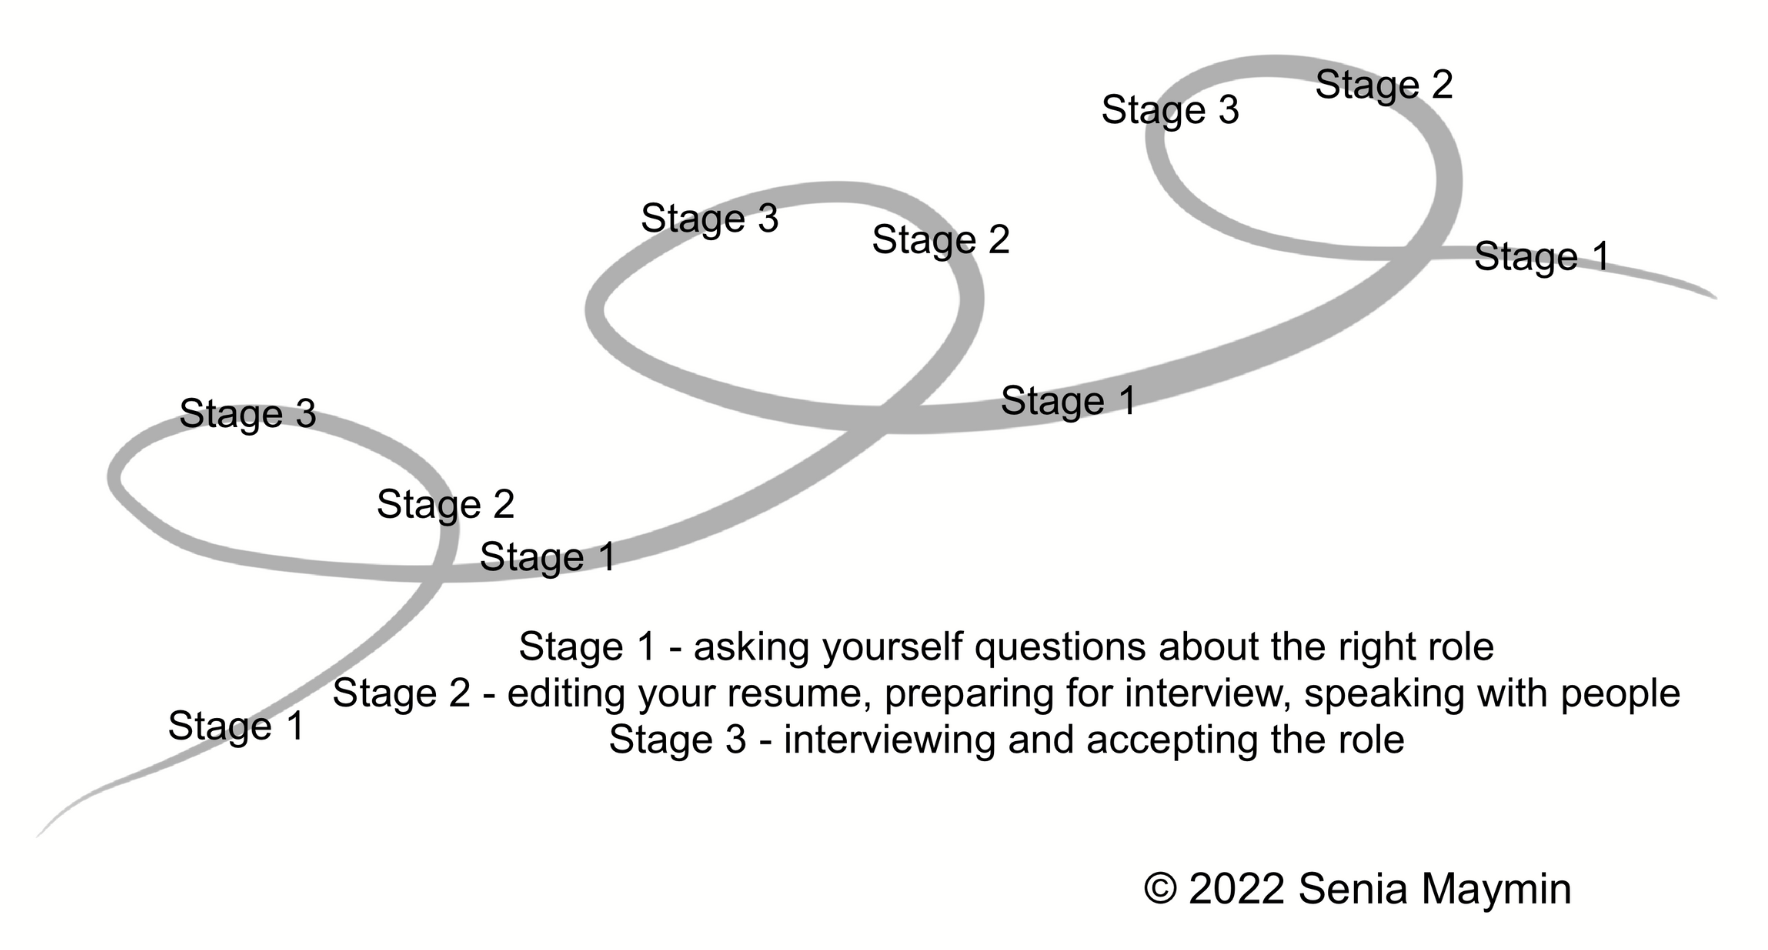 Stage 2
Stage 3
Stage 3
Stage 2
Stage 1
Stage 1
Stage 3
Stage 2
Stage 1
Stage 1
Stage 1 - asking yourself questions about the right role
Stage 2 - editing your resume, preparing for interview, speaking with people
Stage 3 - interviewing and accepting the role
© 2022 Senia Maymin